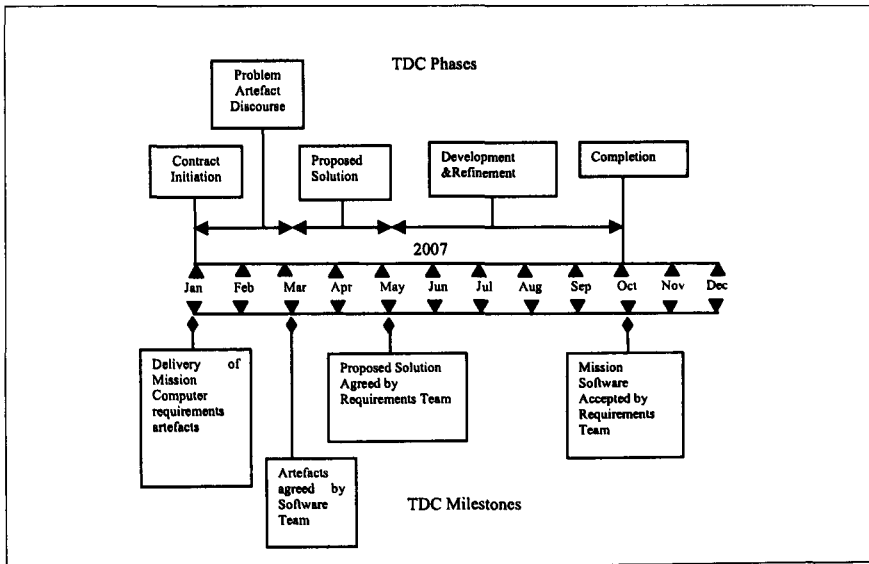 TDC Phases
Problem
Artefact
Discourse
Contract
Initiation
Proposed
Solution
Development
&Refinement
Completion
2007
Jan Feb Mar Apr May Jun Jul Aug Sep Oct Nov Dec
Delivery of
Mission
Computer
requirements
artefacts
Proposed Solution
Agreed by
Requirements Team
Mission
Software
Accepted by
Requirements
Team
Artefacts
agreed by
Software
Team
TDC Milestones